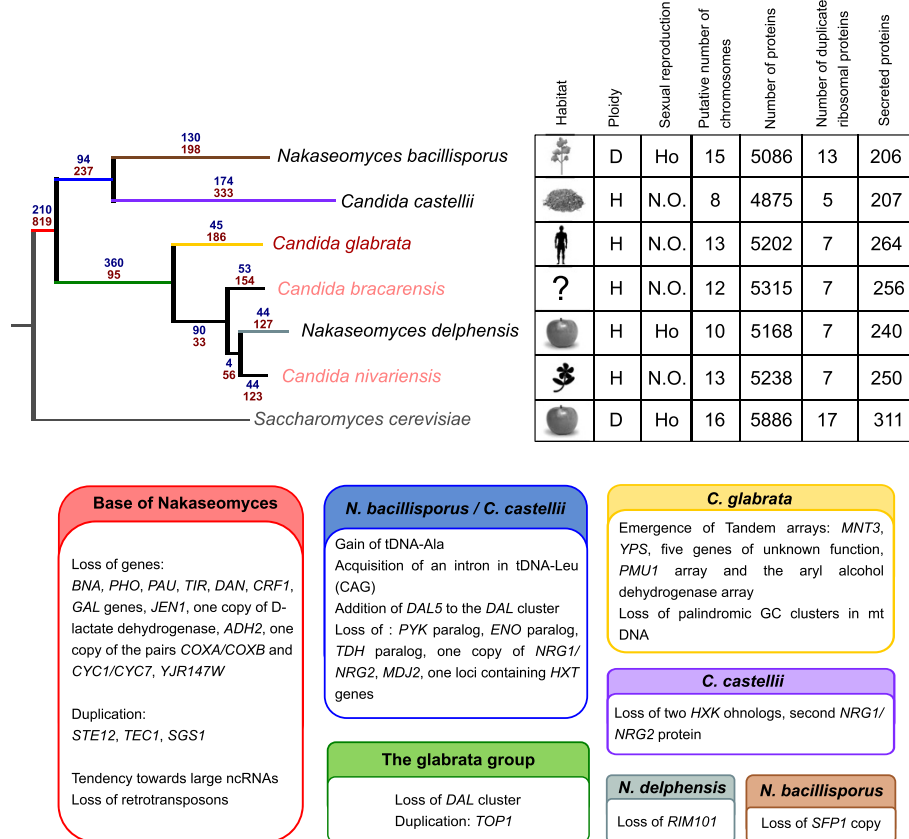 Habitat
Ploidy
Sexual reproduction
Putative number of
chromosomes
Number of proteins
Number of duplicate
ribosomal proteins
Secreted proteins
130
198
Nakaseomyces bacillisporus
D Ho 15 5086 13 206
94
237
174
333
Candida castellii
H N.O. 8 4875 5 207
210
819
45
186
Candida glabrata
H N.O. 13 5202 7 264
360
95
53
154
Candida bracarensis
? H N.O. 12 5315 7 256
90
33
44
127
Nakaseomyces delphensis
H Ho 10 5168 7 240
4
56
44
123
Candida nivariensis
H N.O. 13 5238 7 250
Saccharomyces cerevisiae
D Ho 16 5886 17 311
Base of Nakaseomyces
Loss of genes:
BNA, PHO, PAU, TIR, DAN, CRF1,
GAL genes, JEN1, one copy of D-
lactate dehydrogenase, ADH2, one
copy of the pairs COXA/COXB and
CYC1/CYC7, YJR147W
Duplication:
STE12, TEC1, SGS1
Tendency towards large ncRNAs
Loss of retrotransposons
N. bacillisporus / C. castellii
Gain of tDNA-Ala
Acquisition of an intron in tDNA-Leu
(CAG)
Addition of DAL5 to the DAL cluster
Loss of : PYK paralog, ENO paralog,
TDH paralog, one copy of NRG1/
NRG2, MDJ2, one loci containing HXT
genes
The glabrata group
Loss of DAL cluster
Duplication: TOP1
C. glabrata
Emergence of Tandem arrays: MNT3,
YPS, five genes of unknown function,
PMU1 array and the aryl alcohol
dehydrogenase array
Loss of palindromic GC clusters in mt
DNA
C. castellii
Loss of two HXK ohnologs, second NRG1/
NRG2 protein
N. delphensis
Loss of RIM101
N. bacillisporus
Loss of SFP1 copy